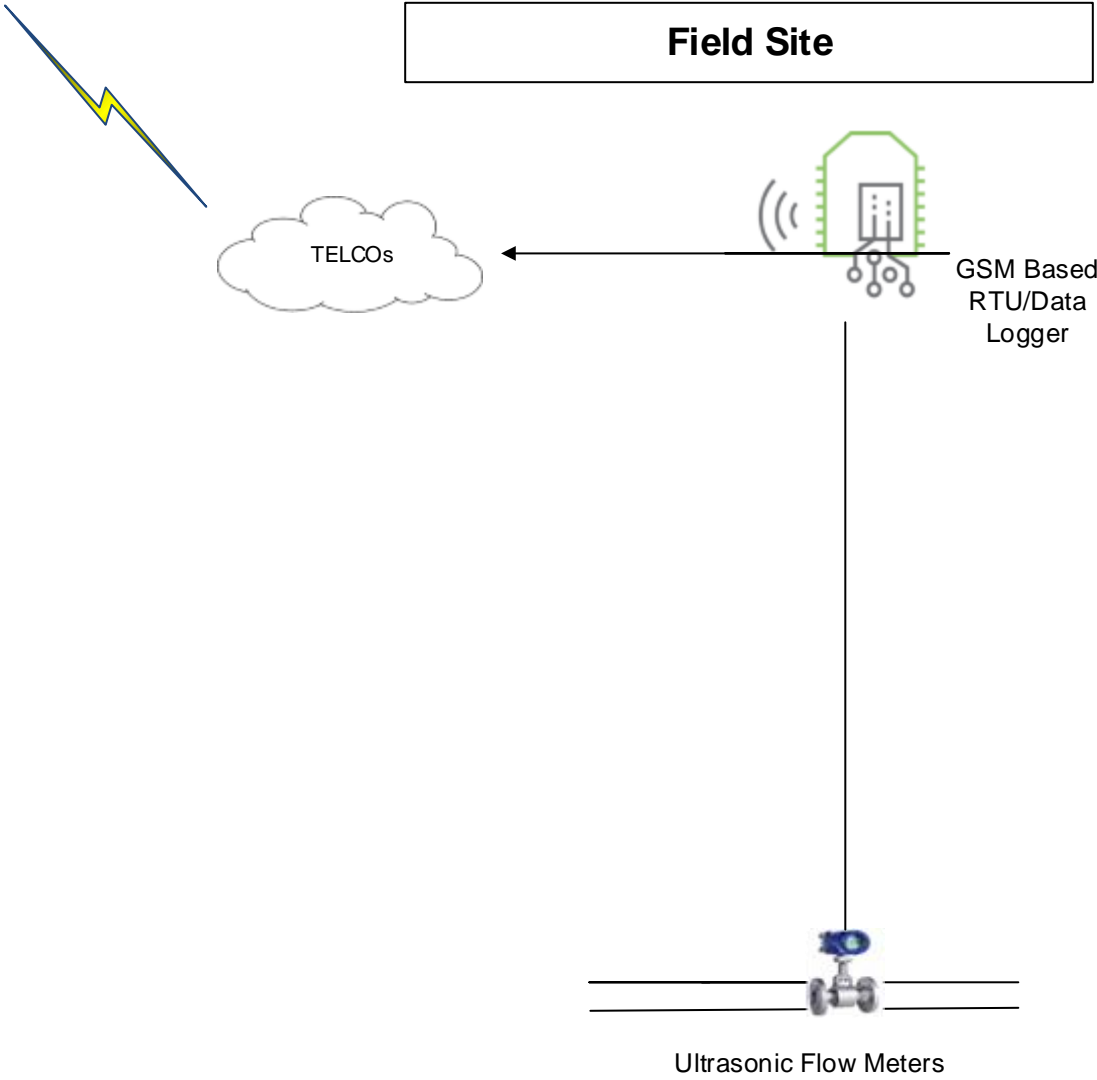 Field Site
TELCOs
GSM Based
RTU/Data
Logger
Ultrasonic Flow Meters